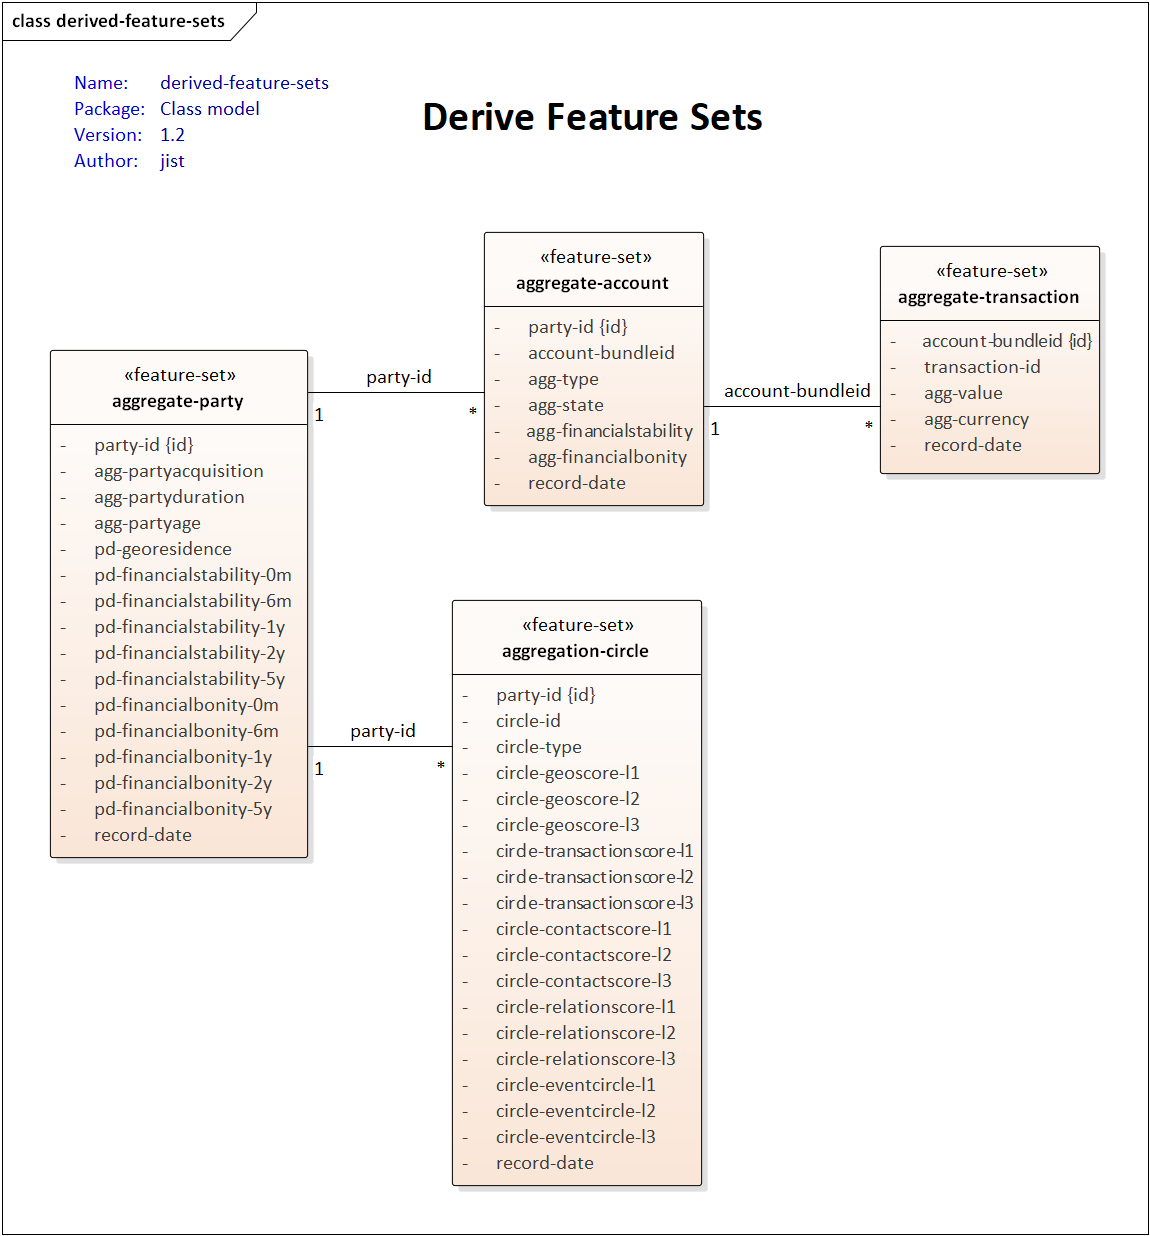 class derived-feature-sets
Name: derived-feature-sets
Package: Class model
Version: 1.2
Author: jist
Derive Feature Sets
«feature-set»
aggregate-account
- party-id {id}
- account-bundleid
- agg-type
- agg-state
- agg-financialstability
- agg-financialbonity
- record-date
«feature-set»
aggregate-transaction
- account-bundleid {id}
- transaction-id
- agg-value
- agg-currency
- record-date
«feature-set»
aggregate-party
- party-id {id}
- agg-partyacquisition
- agg-partyduration
- agg-partyage
- pd-georesidence
- pd-financialstability-0m
- pd-financialstability-6m
- pd-financialstability-1y
- pd-financialstability-2y
- pd-financialstability-5y
- pd-financialbonity-0m
- pd-financialbonity-6m
- pd-financialbonity-1y
- pd-financialbonity-2y
- pd-financialbonity-5y
- record-date
party-id
1 *
account-bundleid
1 *
«feature-set»
aggregation-circle
- party-id {id}
- circle-id
- circle-type
- circle-geoscore-l1
- circle-geoscore-l2
- circle-geoscore-l3
- circle-transactionscore-l1
- circle-transactionscore-l2
- circle-transactionscore-l3
- circle-contactscore-l1
- circle-contactscore-l2
- circle-contactscore-l3
- circle-relationscore-l1
- circle-relationscore-l2
- circle-relationscore-l3
- circle-eventcircle-l1
- circle-eventcircle-l2
- circle-eventcircle-l3
- record-date
party-id
1 *